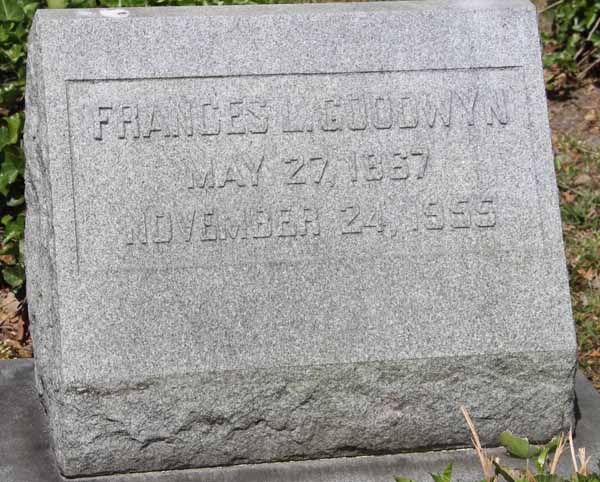 FRANCES L. GOODWYN
MAY 27, 1867
NOVEMBER 24, 1955